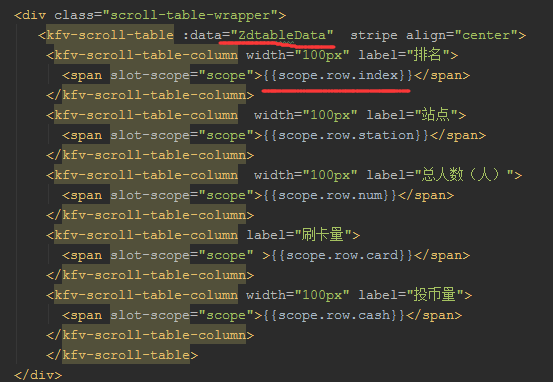 <div class="scroll-table-wrapper">
<kfv-scroll-table :data="ZdtableData"  stripe align="center">
<kfv-scroll-table-column width="100px" label="排名">
<span slot-scope="scope">{{scope.row.index}}</span>
</kfv-scroll-table-column>
<kfv-scroll-table-column  width="100px" label="站点">
<span slot-scope="scope">{{scope.row.station}}</span>
</kfv-scroll-table-column>
<kfv-scroll-table-column  width="100px" label="总人数（人）">
<span slot-scope="scope">{{scope.row.num}}</span>
</kfv-scroll-table-column>
<kfv-scroll-table-column label="刷卡量">
<span slot-scope="scope" >{{scope.row.card}}</span>
</kfv-scroll-table-column>
<kfv-scroll-table-column width="100px" label="投币量">
<span slot-scope="scope">{{scope.row.cash}}</span>
</kfv-scroll-table-column>
</kfv-scroll-table>
</div>